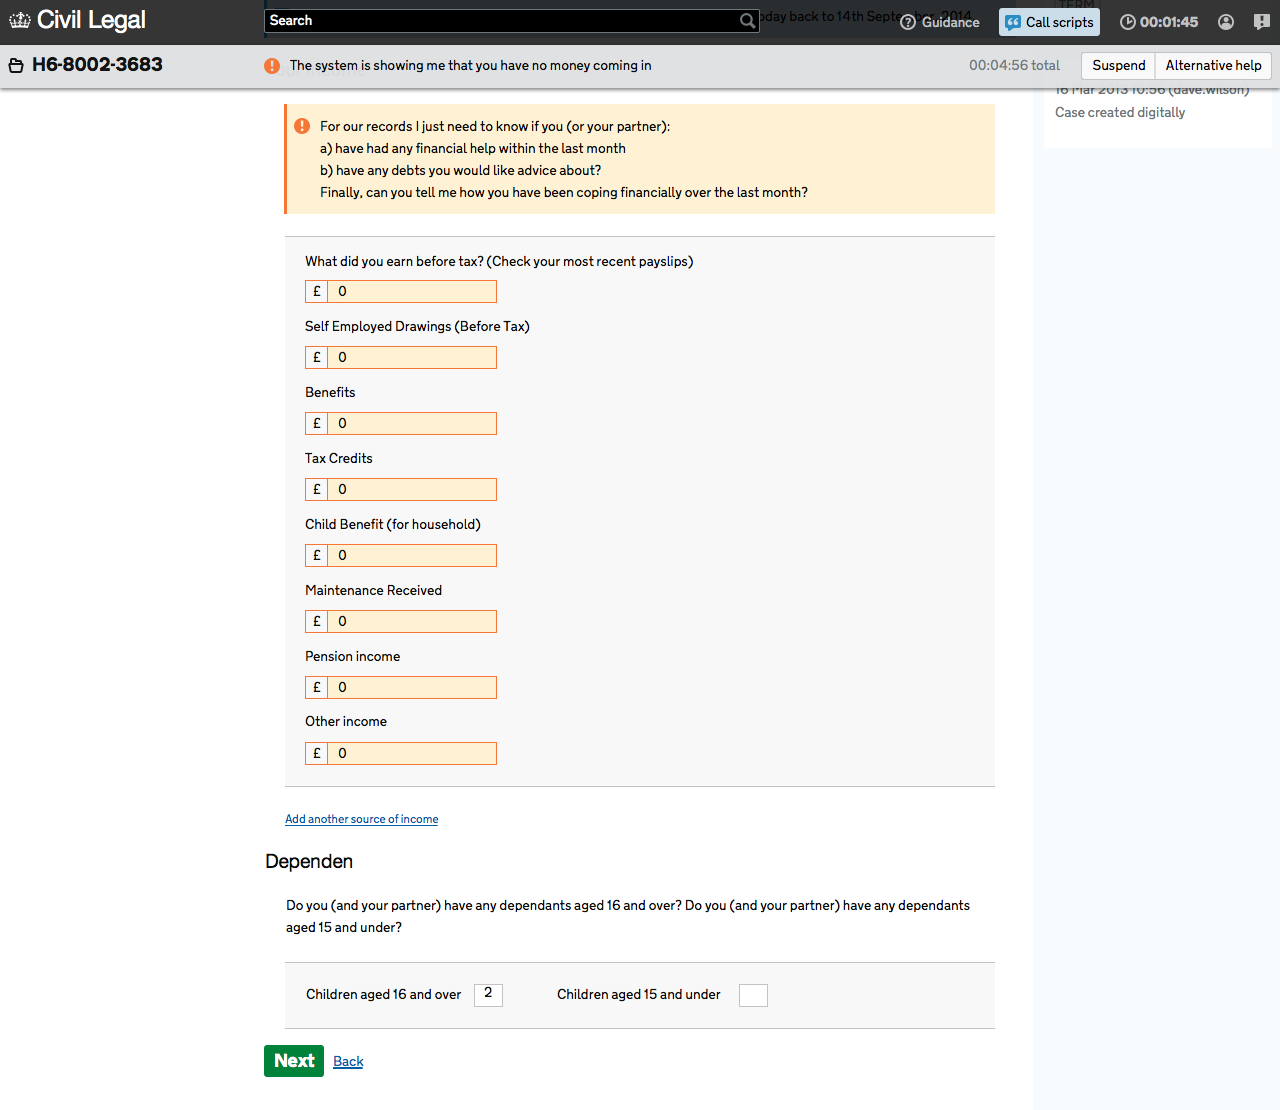 Civil Legal
Search
oday back to 14th Sept 2014
Guidance
Call scripts
00:01:45
TERM
H6-8002-3683
The system is showing me that you have no money coming in
00:04:56 total
Suspend
Alternative help
16 Mar 2013 10:56 (dave.wilson)
Case created digitally
For our records I just need to know if you (or your partner):
a) have had any financial help within the last month
b) have any debts you would like advice about?
Finally, can you tell me how you have been coping financially over the last month?
What did you earn before tax? (Check your most recent payslips)
£ 0
Self Employed Drawings (Before Tax)
£ 0
Benefits
£ 0
Tax Credits
£ 0
Child Benefit (for household)
£ 0
Maintenance Received
£ 0
Pension income
£ 0
Other income
£ 0
Add another source of income
Dependen
Do you (and your partner) have any dependants aged 16 and over? Do you (and your partner) have any dependants
aged 15 and under?
Children aged 16 and over 2 Children aged 15 and under
Next Back